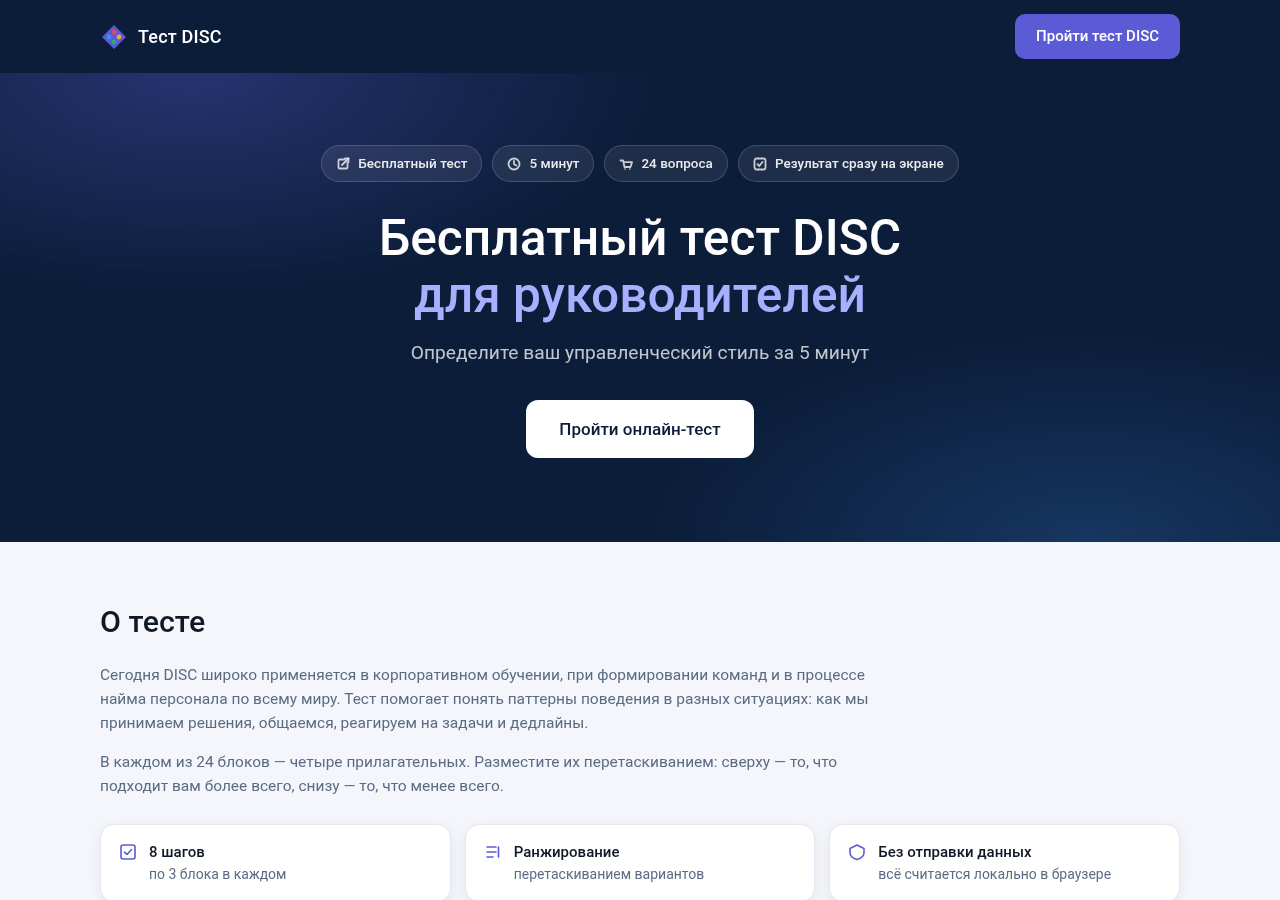 Тест DISC
Пройти тест DISC
Бесплатный тест
5 минут
24 вопроса
Результат сразу на экране
Бесплатный тест DISC
для руководителей
Определите ваш управленческий стиль за 5 минут
Пройти онлайн-тест
О тесте
Сегодня DISC широко применяется в корпоративном обучении, при формировании команд и в процессе
найма персонала по всему миру. Тест помогает понять паттерны поведения в разных ситуациях: как мы
принимаем решения, общаемся, реагируем на задачи и дедлайны.
В каждом из 24 блоков — четыре прилагательных. Разместите их перетаскиванием: сверху — то, что
подходит вам более всего, снизу — то, что менее всего.
8 шагов
по 3 блока в каждом
Ранжирование
перетаскиванием вариантов
Без отправки данных
всё считается локально в браузере